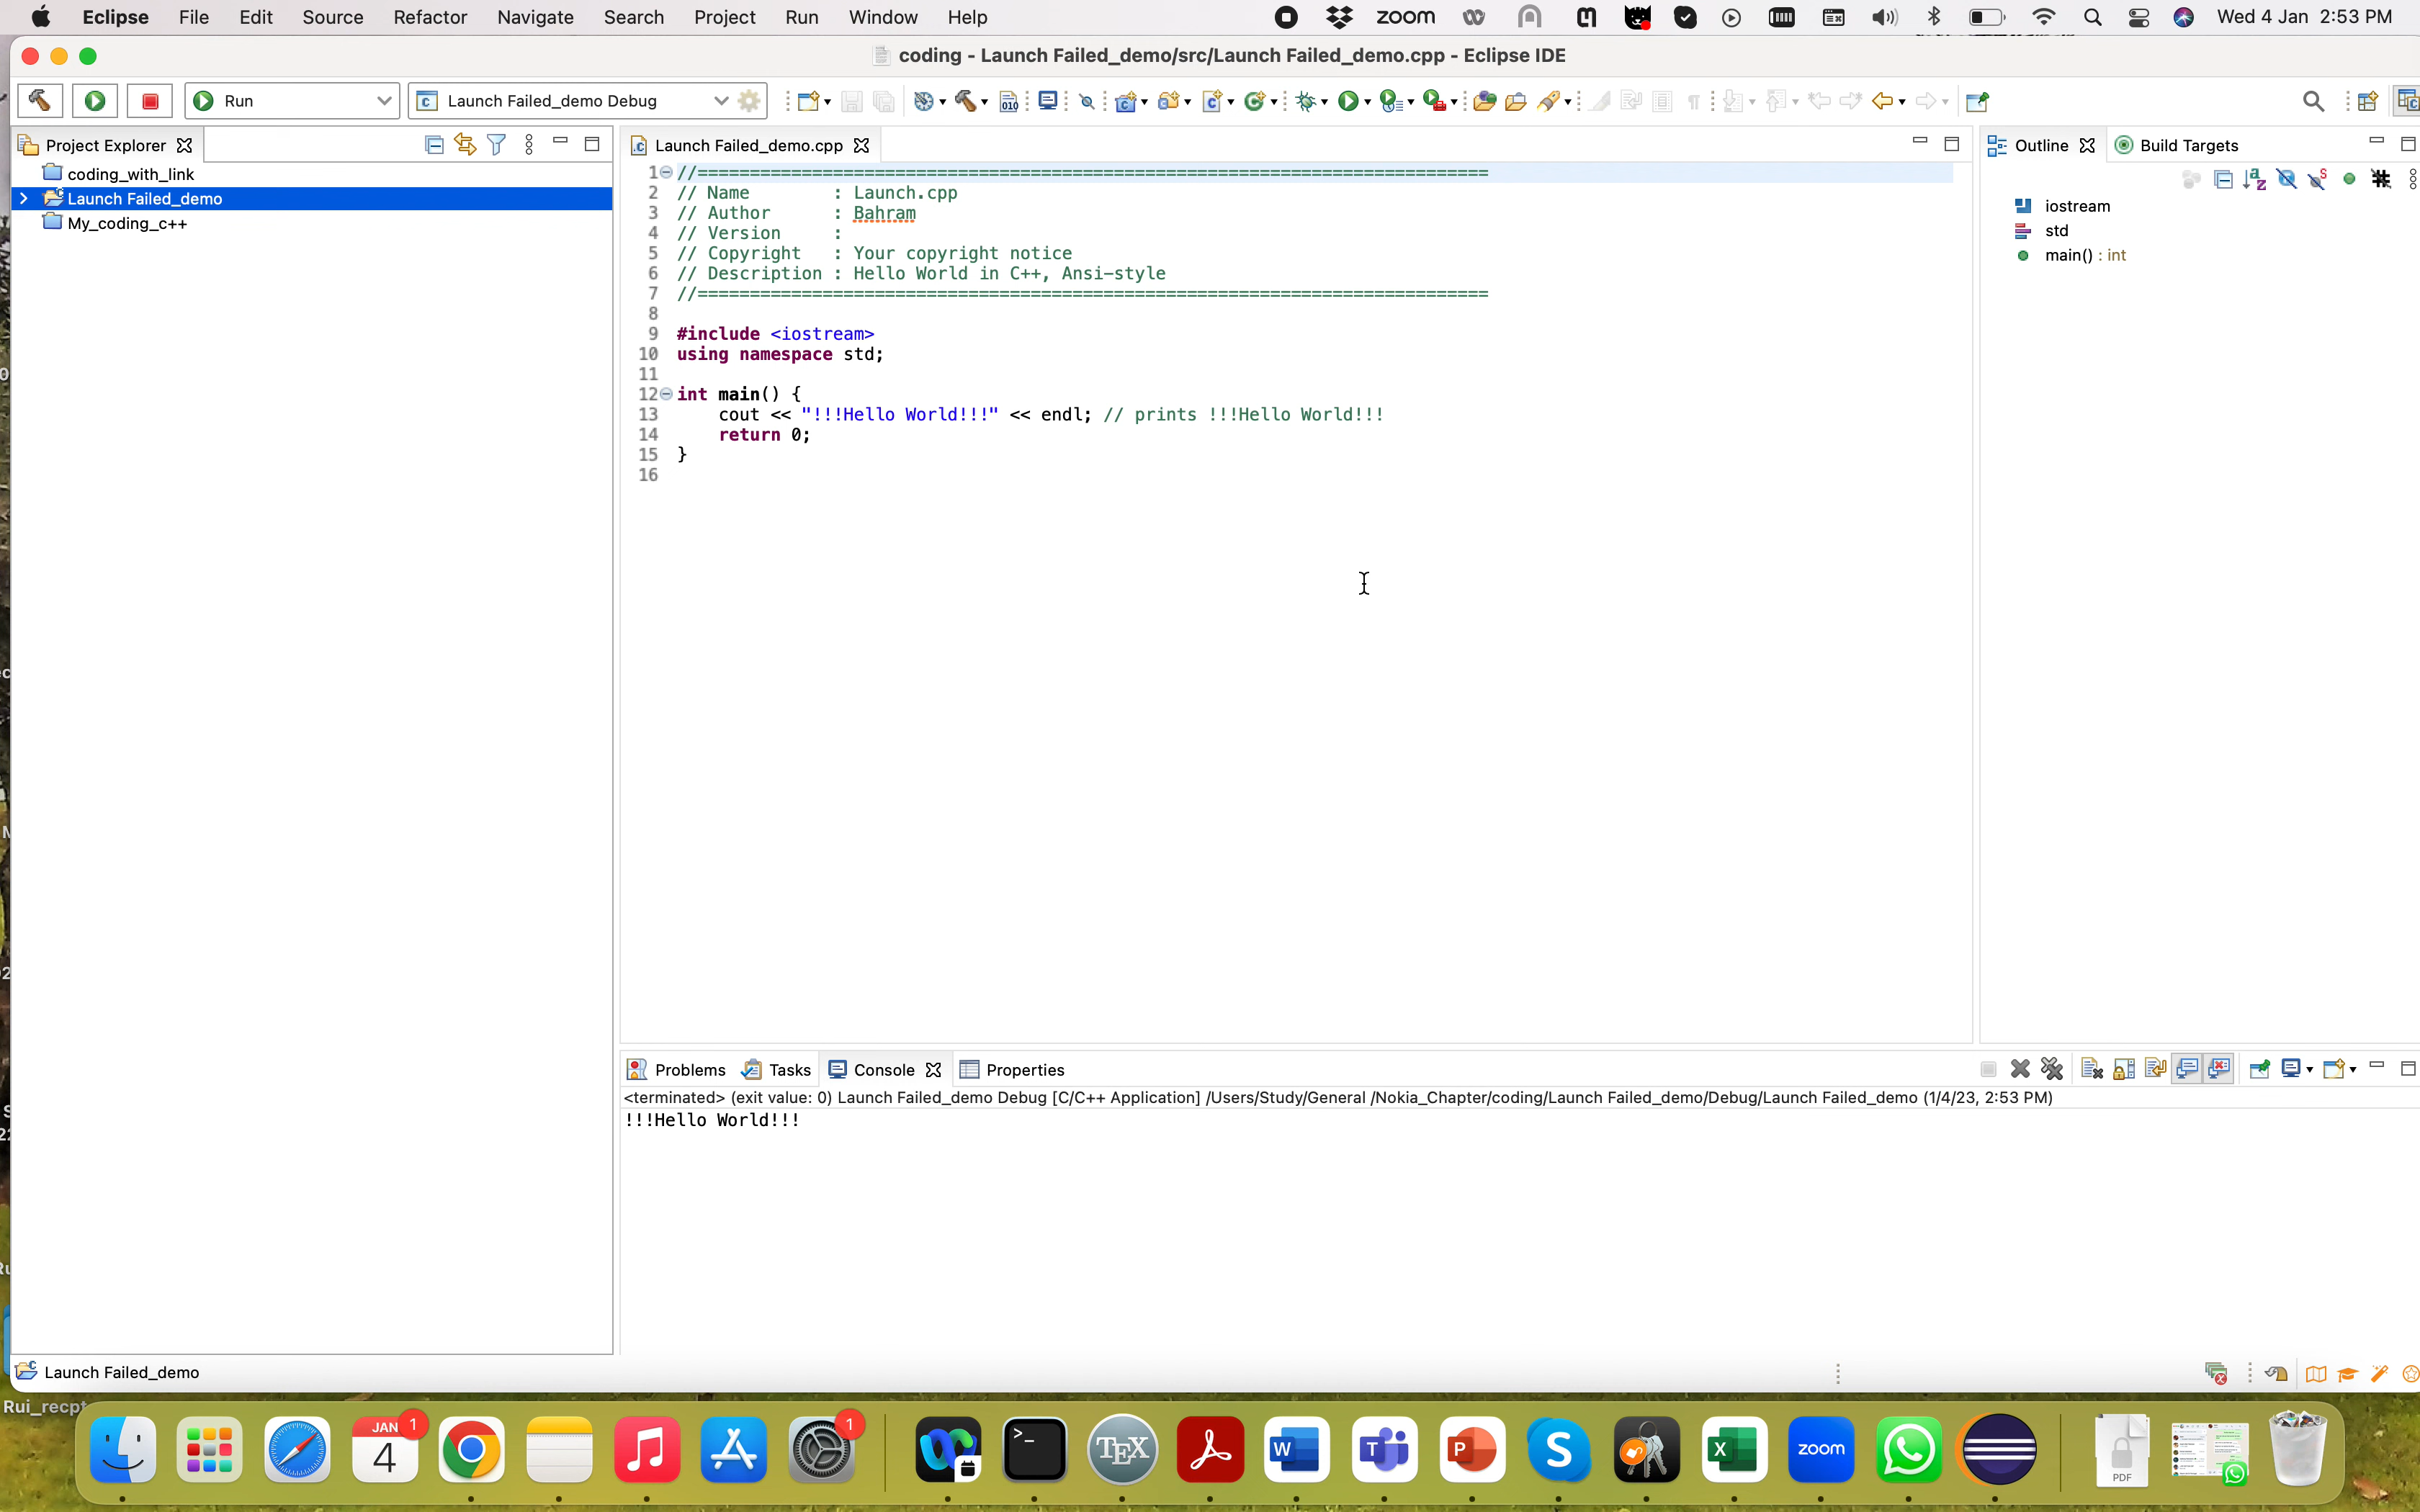 Eclipse File Edit Source Refactor Navigate Search Project Run Window Help zoom Wed 4 Jan 2:53 PM
coding - Launch Failed_demo/src/Launch Failed_demo.cpp - Eclipse IDE
Run Launch Failed_demo Debug
Project Explorer
coding_with_link
Launch Failed_demo
My_coding_c++
Launch Failed_demo.cpp
1 //============================================================================
2 // Name : Launch.cpp
3 // Author : Bahram
4 // Version :
5 // Copyright : Your copyright notice
6 // Description : Hello World in C++, Ansi-style
7 //============================================================================
8
9 #include <iostream>
10 using namespace std;
11
12 int main() {
13 cout << "!!!Hello World!!!" << endl; // prints !!!Hello World!!!
14 return 0;
15 }
16
Outline Build Targets
iostream
std
main() : int
Problems Tasks Console Properties
<terminated> (exit value: 0) Launch Failed_demo Debug [C/C++ Application] /Users/Study/General /Nokia_Chapter/coding/Launch Failed_demo/Debug/Launch Failed_demo (1/4/23, 2:53 PM)
!!!Hello World!!!
Launch Failed_demo
Rui_recpt
JAN 4 1 1 >_ TEX W T P S X zoom PDF